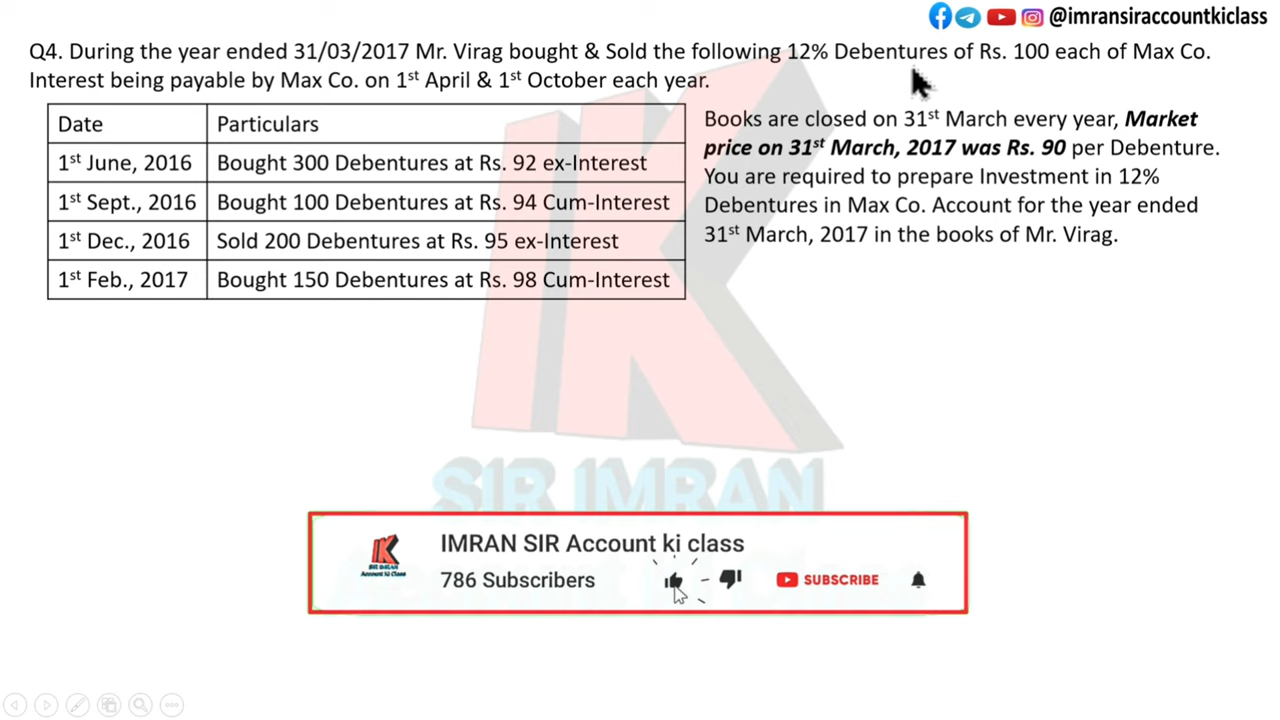 @imransiraccountkiclass
Q4. During the year ended 31/03/2017 Mr. Virag bought & Sold the following 12% Debentures of Rs. 100 each of Max Co.
Interest being payable by Max Co. on 1st April & 1st October each year.
Date Particulars
1st June, 2016 Bought 300 Debentures at Rs. 92 ex-Interest
1st Sept., 2016 Bought 100 Debentures at Rs. 94 Cum-Interest
1st Dec., 2016 Sold 200 Debentures at Rs. 95 ex-Interest
1st Feb., 2017 Bought 150 Debentures at Rs. 98 Cum-Interest
Books are closed on 31st March every year, Market
price on 31st March, 2017 was Rs. 90 per Debenture.
You are required to prepare Investment in 12%
Debentures in Max Co. Account for the year ended
31st March, 2017 in the books of Mr. Virag.
SIR IMRAN
IK
SIR IMRAN
Account ki Class
IMRAN SIR Account ki class
786 Subscribers
SUBSCRIBE